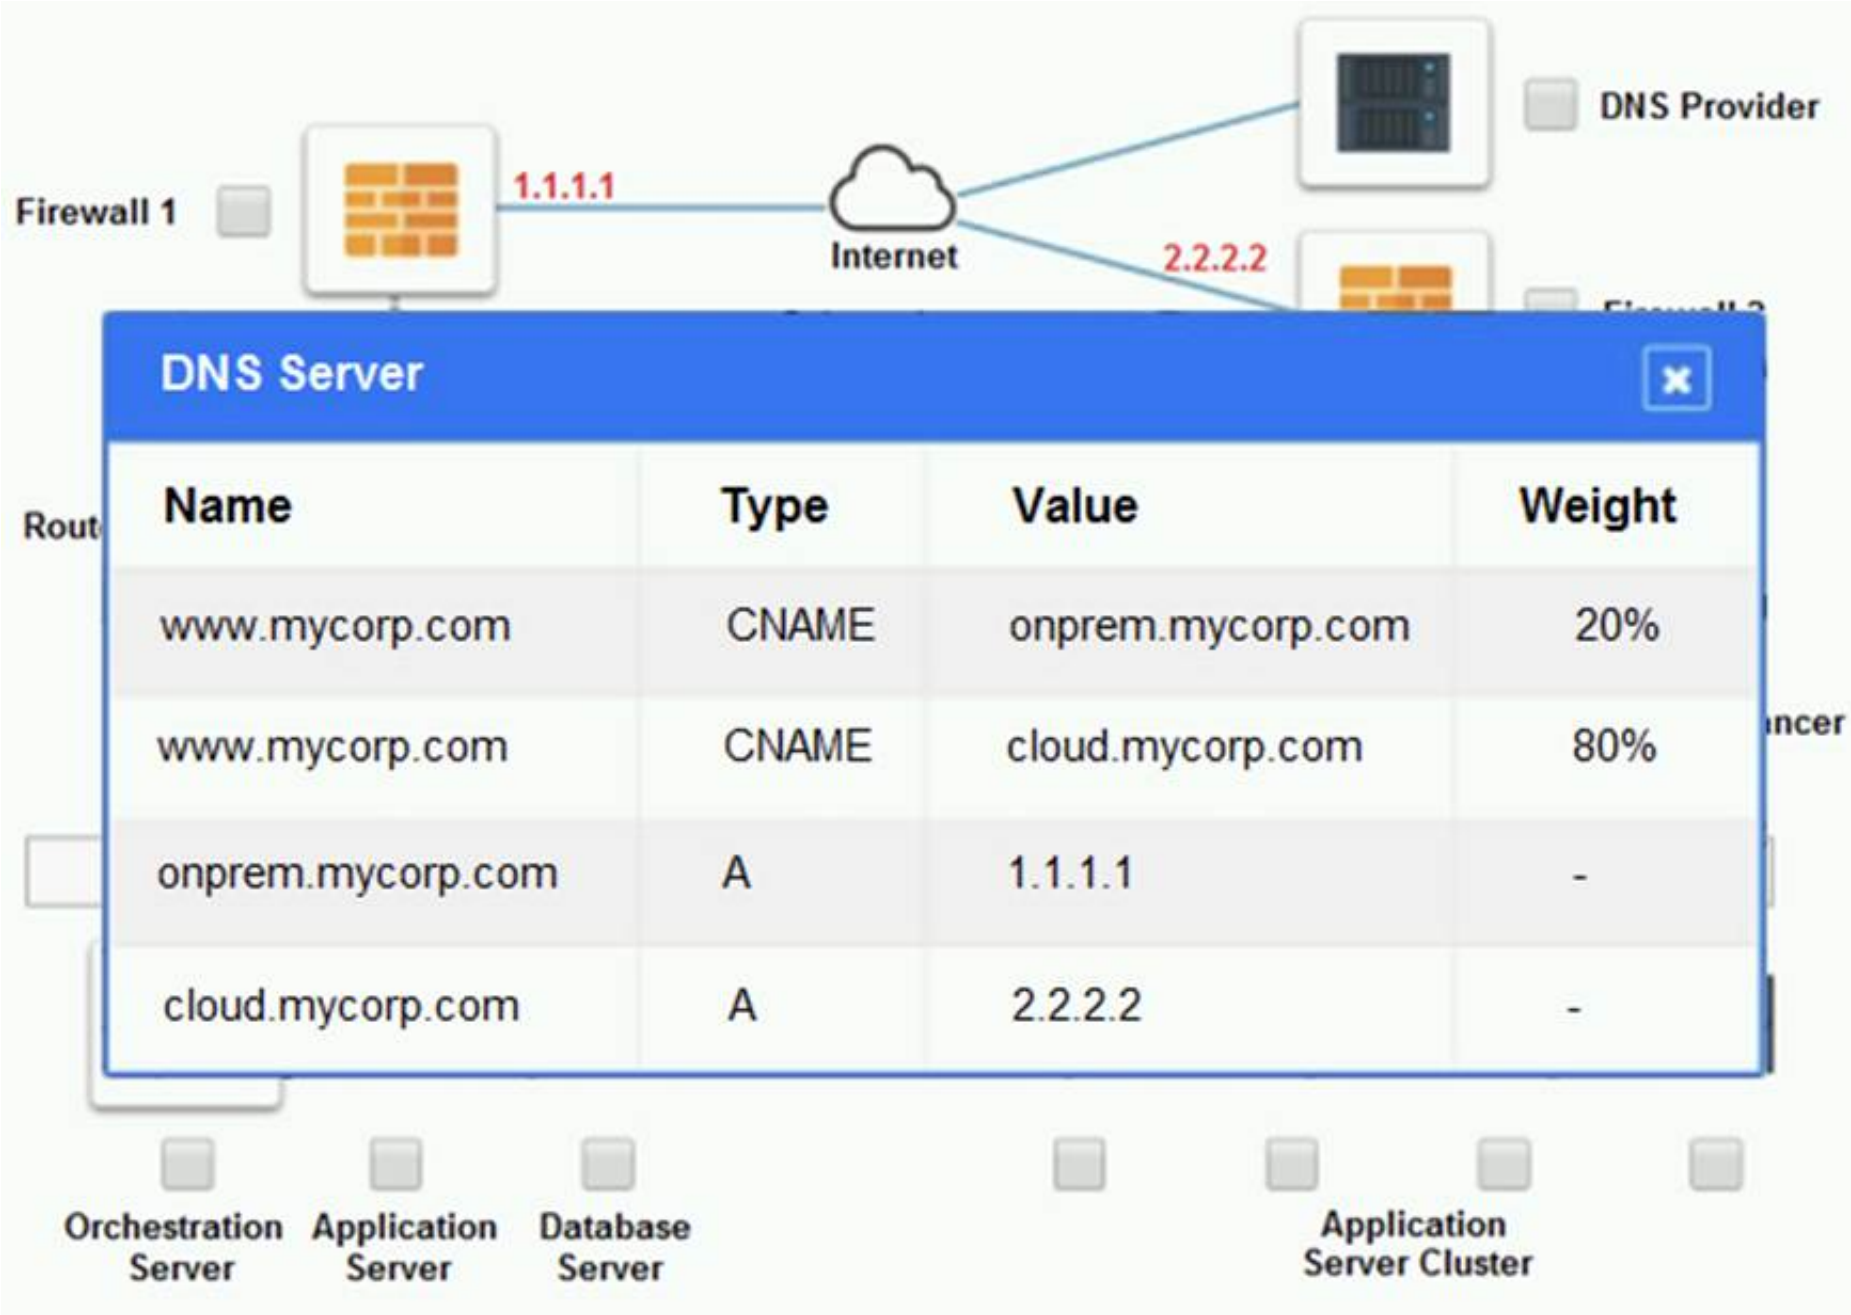 DNS Provider
1.1.1.1
Firewall 1
Internet
2.2.2.2
DNS Server
Name Type Value Weight
www.mycorp.com CNAME onprem.mycorp.com 20%
www.mycorp.com CNAME cloud.mycorp.com 80%
onprem.mycorp.com A 1.1.1.1 -
cloud.mycorp.com A 2.2.2.2 -
Orchestration Server
Application Server
Database Server
Application Server Cluster